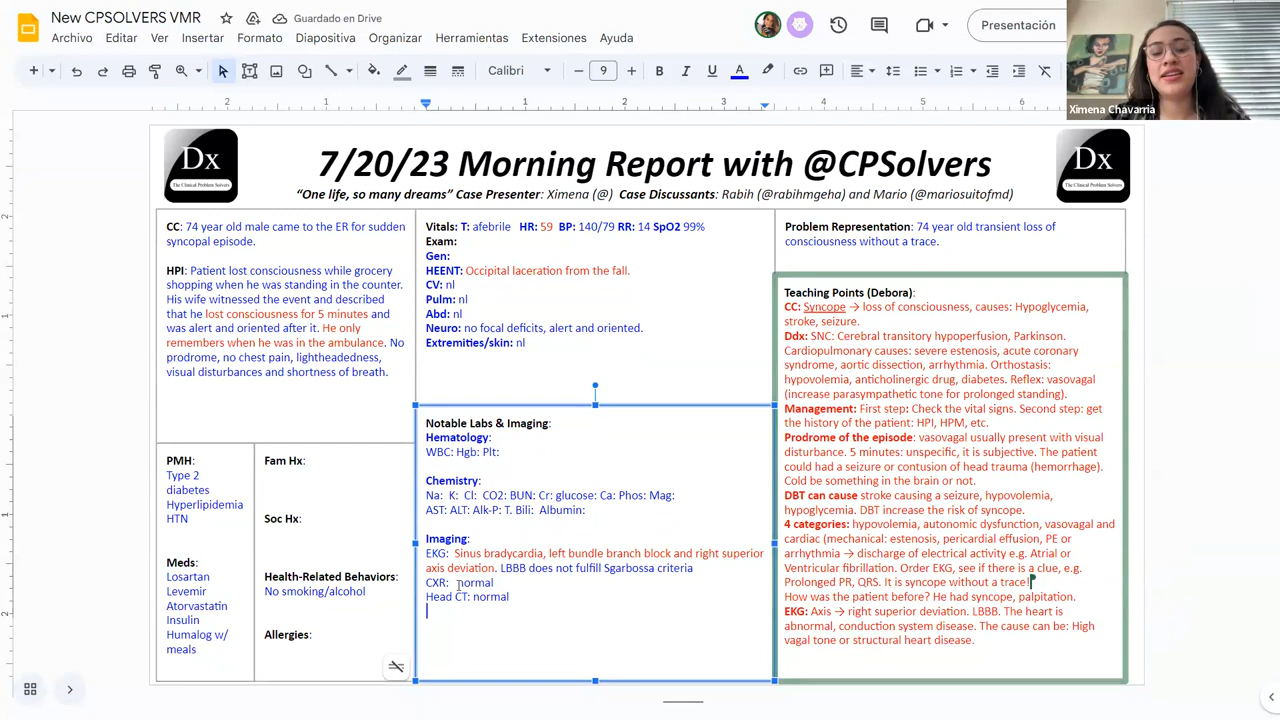 New CPSOLVERS VMR
Guardado en Drive
Archivo Editar Ver Insertar Formato Diapositiva Organizar Herramientas Extensiones Ayuda
Presentación
Calibri
9
2 1 1 2 3 4 5 6
Ximena Chavarria
Dx
The Clinical Problem Solvers
7/20/23 Morning Report with @CPSolvers
“One life, so many dreams” Case Presenter: Ximena (@) Case Discussants: Rabih (@rabihmgeha) and Mario (@mariosuitofmd)
Dx
The Clinical Problem Solvers
CC: 74 year old male came to the ER for sudden
syncopal episode.
HPI: Patient lost consciousness while grocery
shopping when he was standing in the counter.
His wife witnessed the event and described
that he lost consciousness for 5 minutes and
was alert and oriented after it. He only
remembers when he was in the ambulance. No
prodrome, no chest pain, lightheadedness,
visual disturbances and shortness of breath.
PMH:
Type 2
diabetes
Hyperlipidemia
HTN
Meds:
Losartan
Levemir
Atorvastatin
Insulin
Humalog w/
meals
Fam Hx:
Soc Hx:
Health-Related Behaviors:
No smoking/alcohol
Allergies:
Vitals: T: afebrile HR: 59 BP: 140/79 RR: 14 SpO2 99%
Exam:
Gen:
HEENT: Occipital laceration from the fall.
CV: nl
Pulm: nl
Abd: nl
Neuro: no focal deficits, alert and oriented.
Extremities/skin: nl
Notable Labs & Imaging:
Hematology:
WBC: Hgb: Plt:
Chemistry:
Na: K: Cl: CO2: BUN: Cr: glucose: Ca: Phos: Mag:
AST: ALT: Alk-P: T. Bili: Albumin:
Imaging:
EKG: Sinus bradycardia, left bundle branch block and right superior
axis deviation. LBBB does not fulfill Sgarbossa criteria
CXR: normal
Head CT: normal
Problem Representation: 74 year old transient loss of
consciousness without a trace.
Teaching Points (Debora):
CC: Syncope → loss of consciousness, causes: Hypoglycemia,
stroke, seizure.
Ddx: SNC: Cerebral transitory hypoperfusion, Parkinson.
Cardiopulmonary causes: severe estenosis, acute coronary
syndrome, aortic dissection, arrhythmia. Orthostasis:
hypovolemia, anticholinergic drug, diabetes. Reflex: vasovagal
(increase parasympathetic tone for prolonged standing).
Management: First step: Check the vital signs. Second step: get
the history of the patient: HPI, HPM, etc.
Prodrome of the episode: vasovagal usually present with visual
disturbance. 5 minutes: unspecific, it is subjective. The patient
could had a seizure or contusion of head trauma (hemorrhage).
Cold be something in the brain or not.
DBT can cause stroke causing a seizure, hypovolemia,
hypoglycemia. DBT increase the risk of syncope.
4 categories: hypovolemia, autonomic dysfunction, vasovagal and
cardiac (mechanical: estenosis, pericardial effusion, PE or
arrhythmia → discharge of electrical activity e.g. Atrial or
Ventricular fibrillation. Order EKG, see if there is a clue, e.g.
Prolonged PR, QRS. It is syncope without a trace!
How was the patient before? He had syncope, palpitation.
EKG: Axis → right superior deviation. LBBB. The heart is
abnormal, conduction system disease. The cause can be: High
vagal tone or structural heart disease.